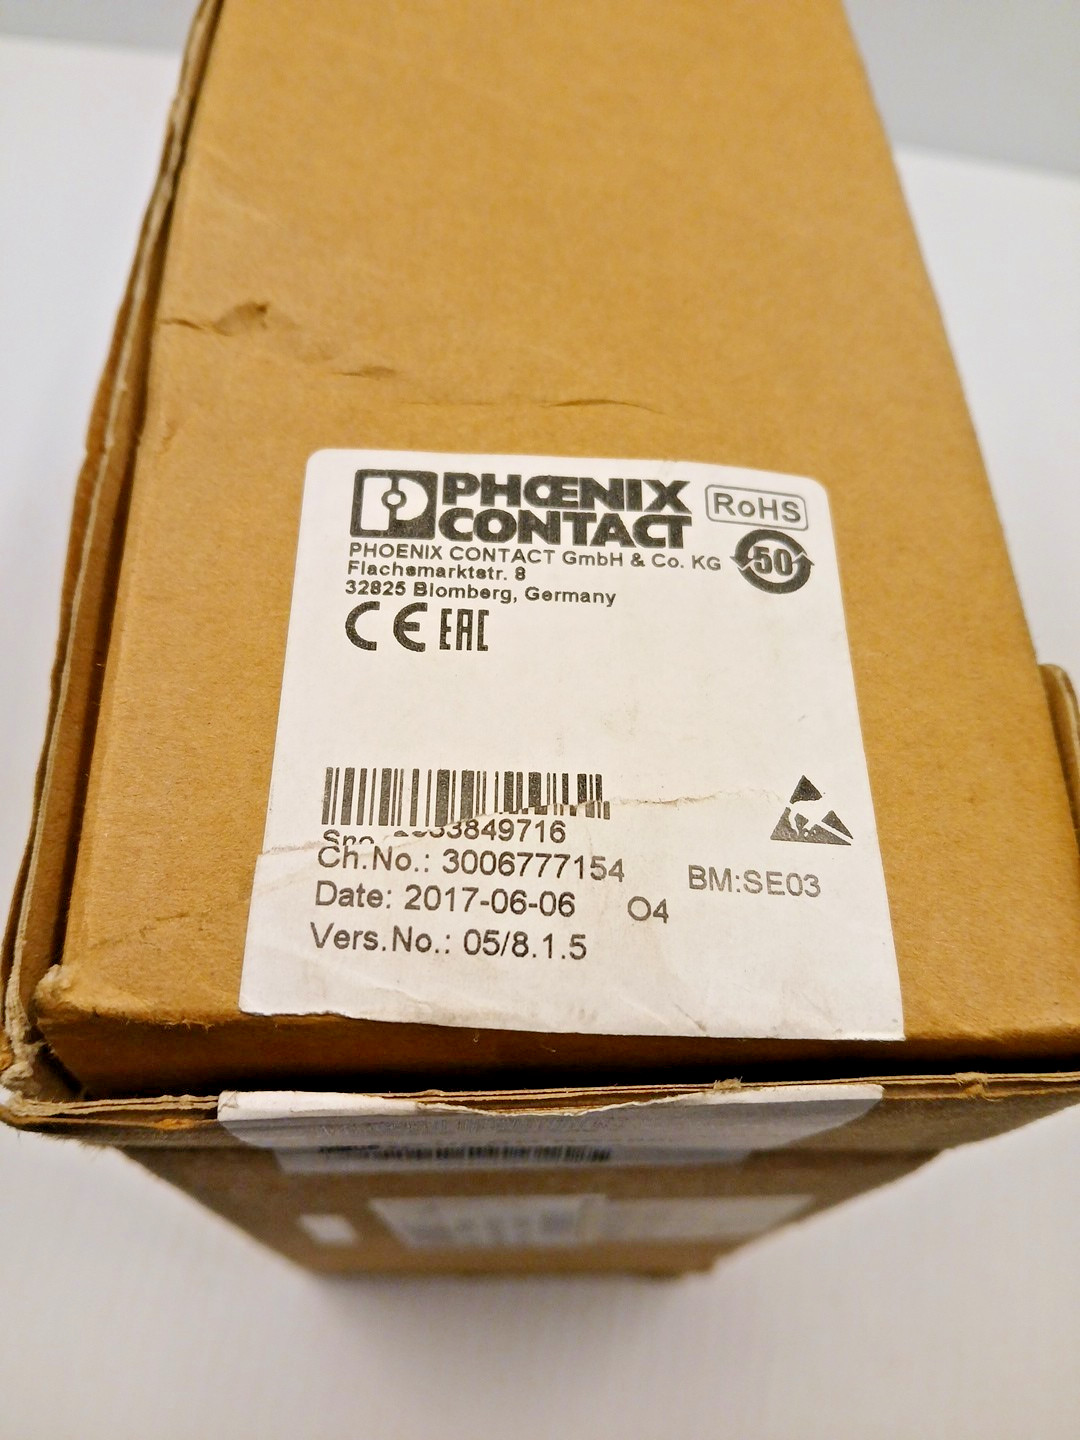 PHŒNIX
CONTACT
RoHS
PHOENIX CONTACT GmbH & Co. KG
Flachsmarktstr. 8
32825 Blomberg, Germany
50
CE EAC
Ch.No.: 3006777154
BM:SE03
Date: 2017-06-06 O4
Vers.No.: 05/8.1.5